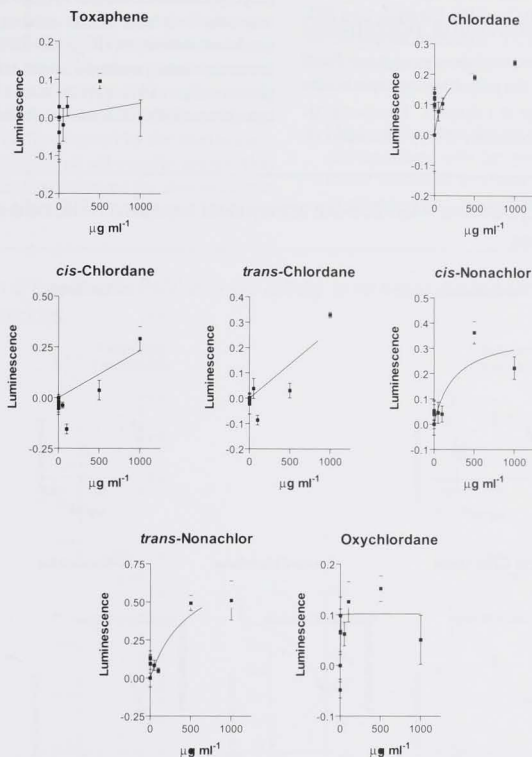 Toxaphene
Luminescence
0.2
0.1
0.0
-0.1
-0.2
0 500 1000
µg ml-1
Chlordane
Luminescence
0.3
0.2
0.1
0.0
-0.1
-0.2
0 500 1000
µg ml-1
cis-Chlordane
Luminescence
0.50
0.25
0.00
-0.25
0 500 1000
µg ml-1
trans-Chlordane
Luminescence
0.4
0.3
0.2
0.1
-0.0
-0.1
-0.2
0 500 1000
µg ml-1
cis-Nonachlor
Luminescence
0.5
0.4
0.3
0.2
0.1
0.0
-0.1
0 500 1000
µg ml-1
trans-Nonachlor
Luminescence
0.75
0.50
0.25
0.00
-0.25
0 500 1000
µg ml-1
Oxychlordane
Luminescence
0.2
0.1
0.0
-0.1
0 500 1000
µg ml-1